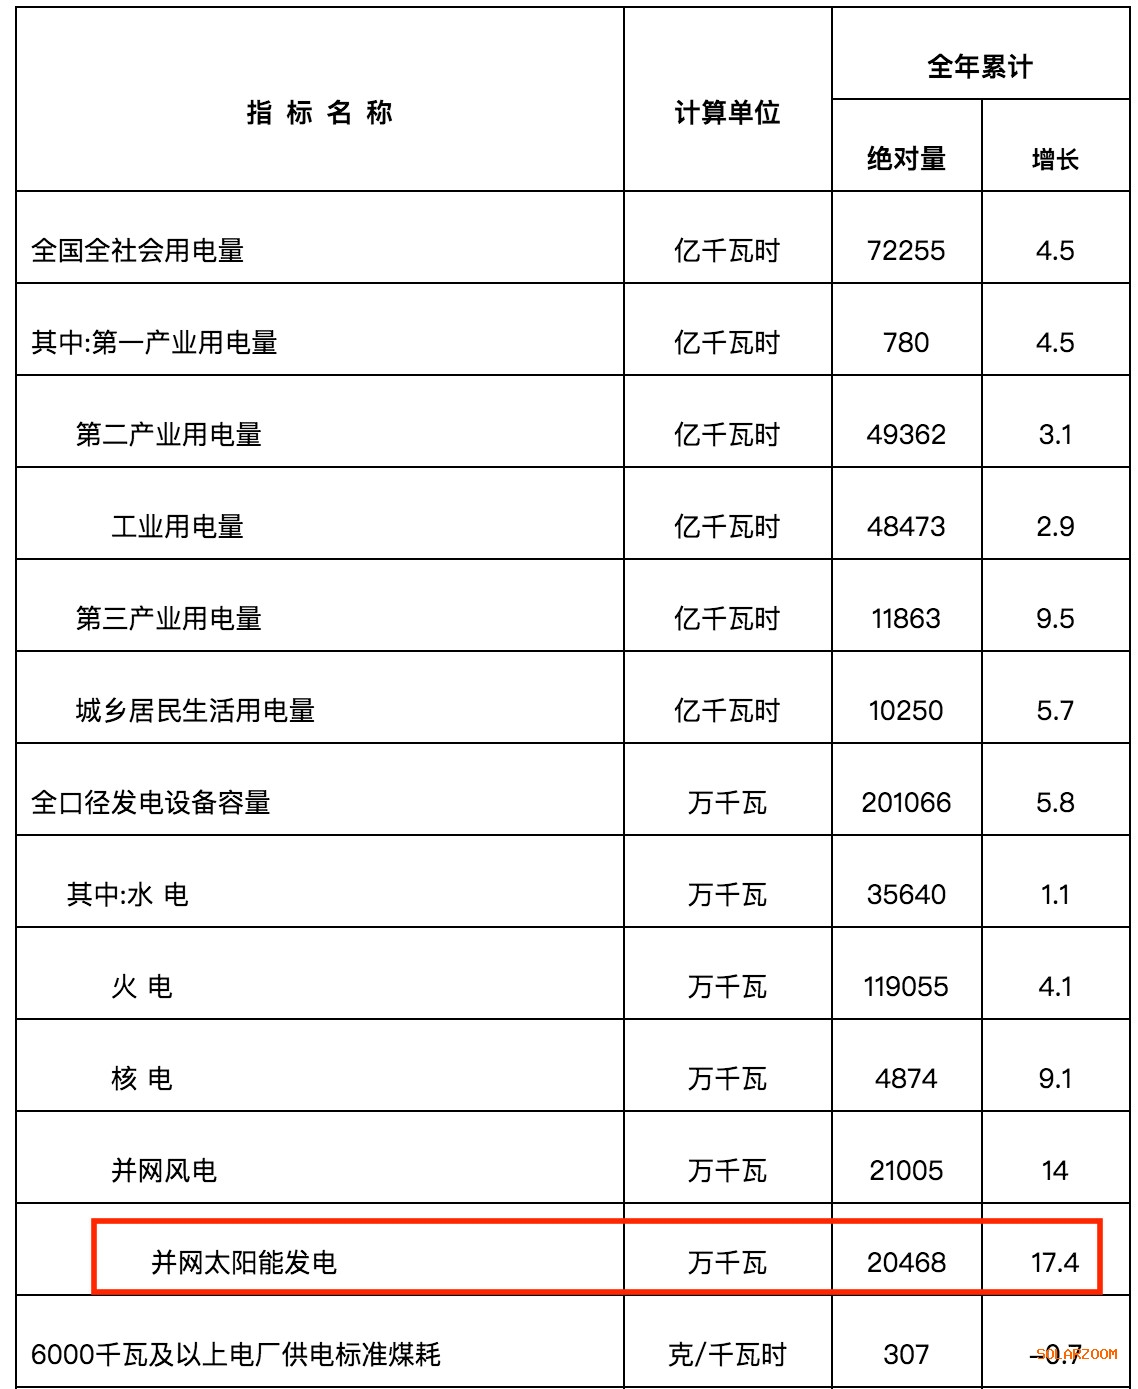 指 标 名 称 计算单位 全年累计
绝对量 增长
全国全社会用电量 亿千瓦时 72255 4.5
其中:第一产业用电量 亿千瓦时 780 4.5
第二产业用电量 亿千瓦时 49362 3.1
工业用电量 亿千瓦时 48473 2.9
第三产业用电量 亿千瓦时 11863 9.5
城乡居民生活用电量 亿千瓦时 10250 5.7
全口径发电设备容量 万千瓦 201066 5.8
其中:水 电 万千瓦 35640 1.1
火 电 万千瓦 119055 4.1
核 电 万千瓦 4874 9.1
并网风电 万千瓦 21005 14
并网太阳能发电 万千瓦 20468 17.4
6000千瓦及以上电厂供电标准煤耗 克/千瓦时 307 –0.7
SOLARZOOM